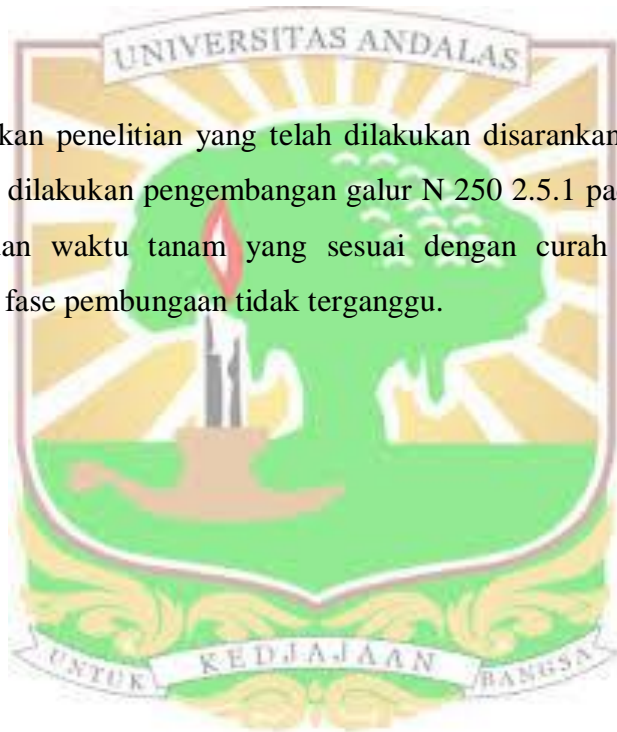 UNIVERSITAS ANDALAS
kan penelitian yang telah dilakukan disarankan
dilakukan pengembangan galur N 250 2.5.1 pa
an waktu tanam yang sesuai dengan curah
fase pembungaan tidak terganggu.
UNTUK KEDJAJAAN BANGSA